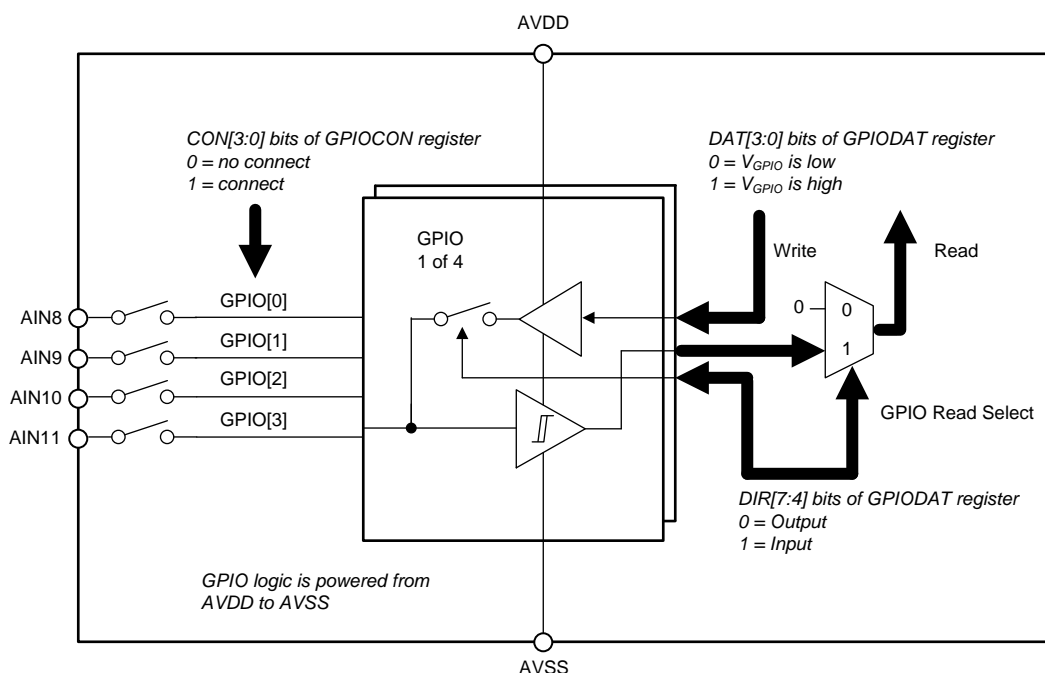 AVDD
CON[3:0] bits of GPIOCON register
0 = no connect
1 = connect
DAT[3:0] bits of GPIODAT register
0 = VGPIO is low
1 = VGPIO is high
GPIO
1 of 4
Write
Read
AIN8
GPIO[0]
0
0
AIN9
GPIO[1]
1
AIN10
GPIO[2]
AIN11
GPIO[3]
GPIO Read Select
DIR[7:4] bits of GPIODAT register
0 = Output
1 = Input
GPIO logic is powered from
AVDD to AVSS
AVSS